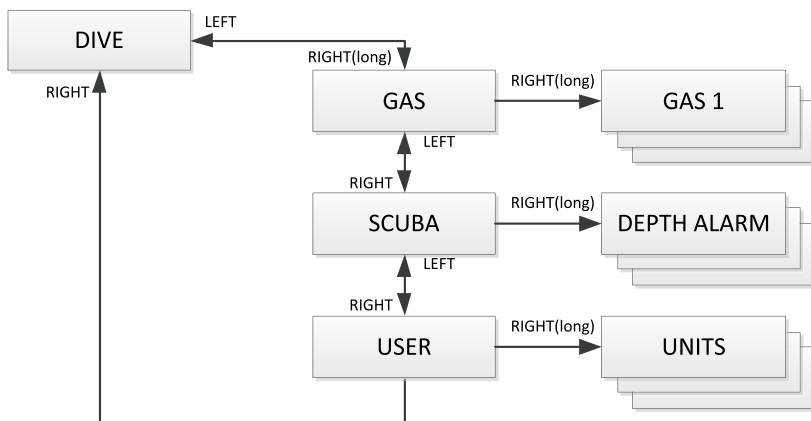 LEFT
DIVE
RIGHT(long)
RIGHT
RIGHT(long)
GAS
GAS 1
LEFT
RIGHT
RIGHT(long)
SCUBA
DEPTH ALARM
LEFT
RIGHT
RIGHT(long)
USER
UNITS